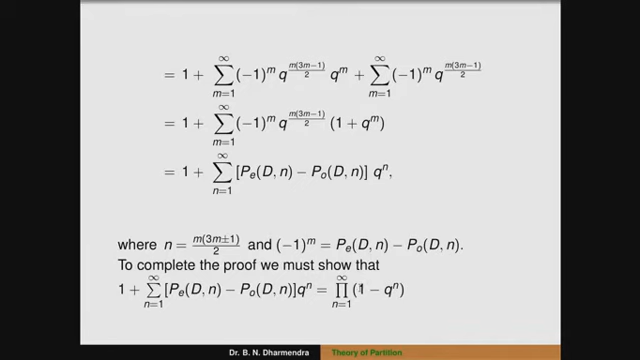 = 1 + ∑_{m=1}^{∞} (−1)^m q^{m(3m−1)/2} q^m + ∑_{m=1}^{∞} (−1)^m q^{m(3m−1)/2}
= 1 + ∑_{m=1}^{∞} (−1)^m q^{m(3m−1)/2} (1 + q^m)
= 1 + ∑_{n=1}^{∞} [P_e(D, n) − P_o(D, n)] q^n,
where n = m(3m±1)/2 and (−1)^m = P_e(D, n) − P_o(D, n).
To complete the proof we must show that
1 + ∑_{n=1}^{∞} [P_e(D, n) − P_o(D, n)]q^n = ∏_{n=1}^{∞} (1 − q^n)
Dr. B. N. Dharmendra Theory of Partition